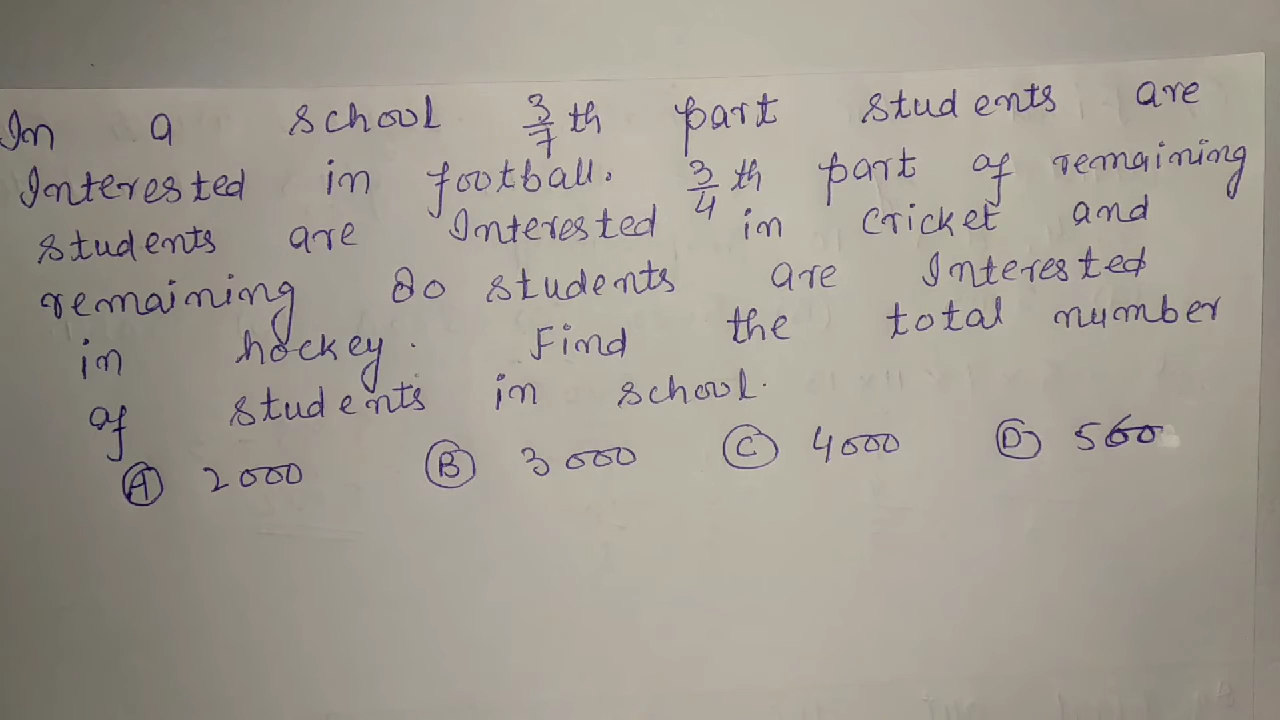 In a school 3/7 th part students are
Interested in football. 3/4 th part of remaining
students are Interested in cricket and
remaining 80 students are Interested
in hockey. Find the total number
of students in school.
(A) 2000 (B) 3000 (C) 4000 (D) 560